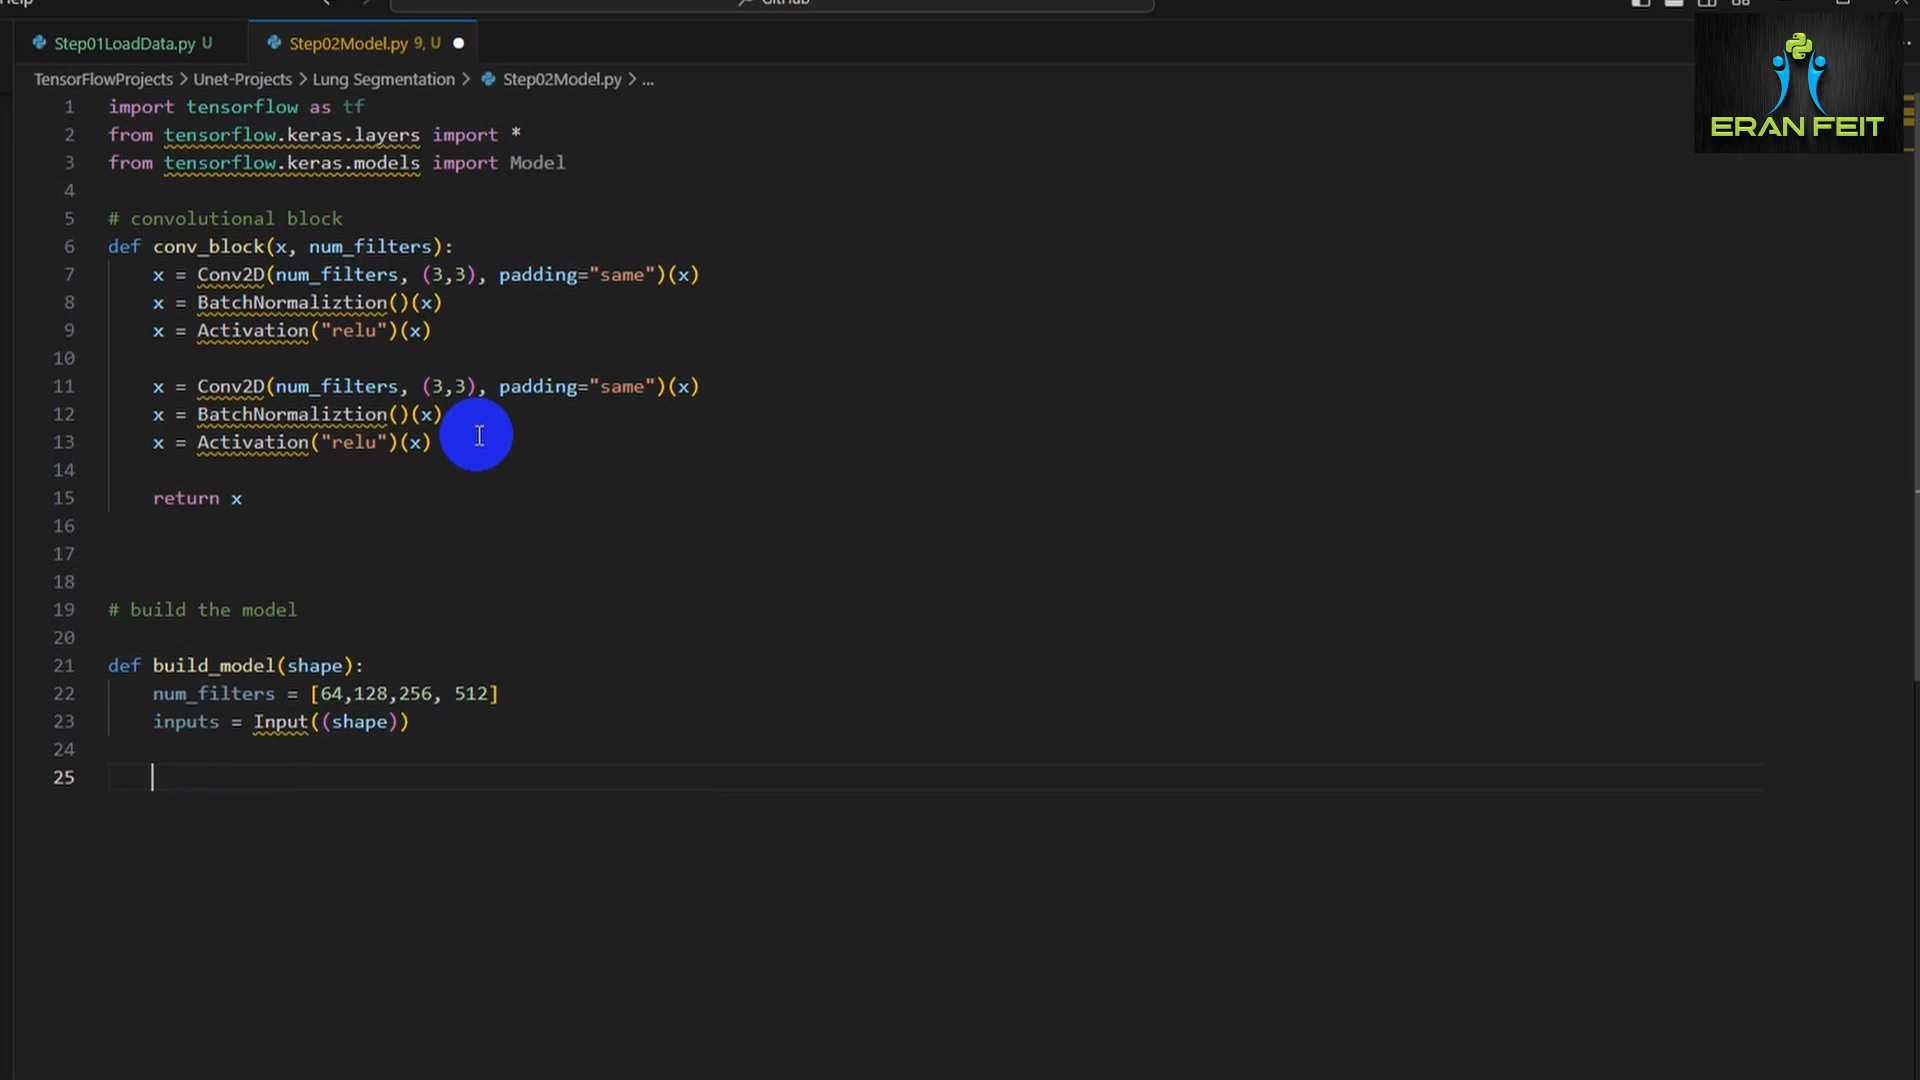 Help
GitHub
Step01LoadData.py U
Step02Model.py 9, U
TensorFlowProjects > Unet-Projects > Lung Segmentation > Step02Model.py > ...
ERAN FEIT
1 import tensorflow as tf
2 from tensorflow.keras.layers import *
3 from tensorflow.keras.models import Model
4
5 # convolutional block
6 def conv_block(x, num_filters):
7 x = Conv2D(num_filters, (3,3), padding="same")(x)
8 x = BatchNormaliztion()(x)
9 x = Activation("relu")(x)
10
11 x = Conv2D(num_filters, (3,3), padding="same")(x)
12 x = BatchNormaliztion()(x)
13 x = Activation("relu")(x)
14
15 return x
16
17
18
19 # build the model
20
21 def build_model(shape):
22 num_filters = [64,128,256, 512]
23 inputs = Input((shape))
24
25